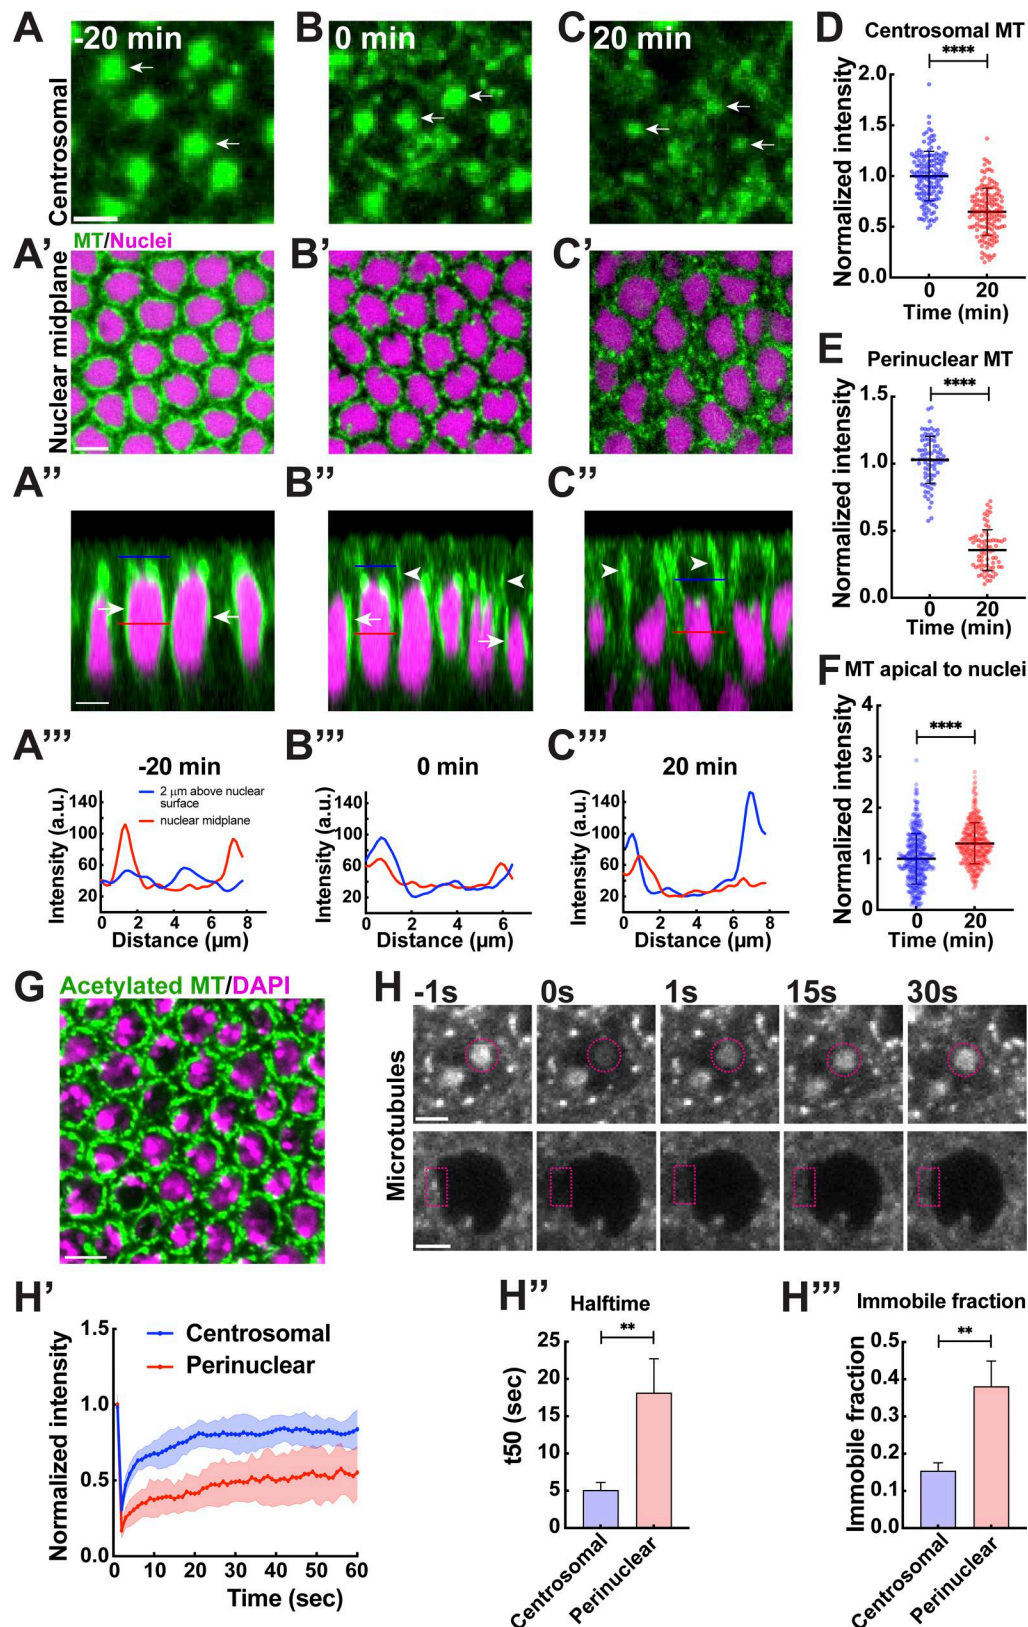 A
-20 min
Centrosomal
B
0 min
C
20 min
D
Centrosomal MT
****
Normalized intensity
2.0
1.5
1.0
0.5
0.0
0
20
Time (min)
A'
MT/Nuclei
Nuclear midplane
B'
C'
E
Perinuclear MT
****
Normalized intensity
1.5
1.0
0.5
0.0
0
20
Time (min)
A''
B''
C''
F
MT apical to nuclei
****
Normalized intensity
4
3
2
1
0
0
20
Time (min)
A'''
-20 min
2 μm above nuclear
surface
nuclear midplane
Intensity (a.u.)
140
100
60
20
0 2 4 6 8
Distance (μm)
B'''
0 min
Intensity (a.u.)
140
100
60
20
0 2 4 6
Distance (μm)
C'''
20 min
Intensity (a.u.)
140
100
60
20
0 2 4 6 8
Distance (μm)
G
Acetylated MT/DAPI
H
-1s
0s
1s
15s
30s
Microtubules
H'
Centrosomal
Perinuclear
Normalized intensity
1.5
1.0
0.5
0.0
0 10 20 30 40 50 60
Time (sec)
H''
Halftime
**
t50 (sec)
25
20
15
10
5
0
Centrosomal
Perinuclear
H'''
Immobile fraction
**
Immobile fraction
0.5
0.4
0.3
0.2
0.1
0.0
Centrosomal
Perinuclear